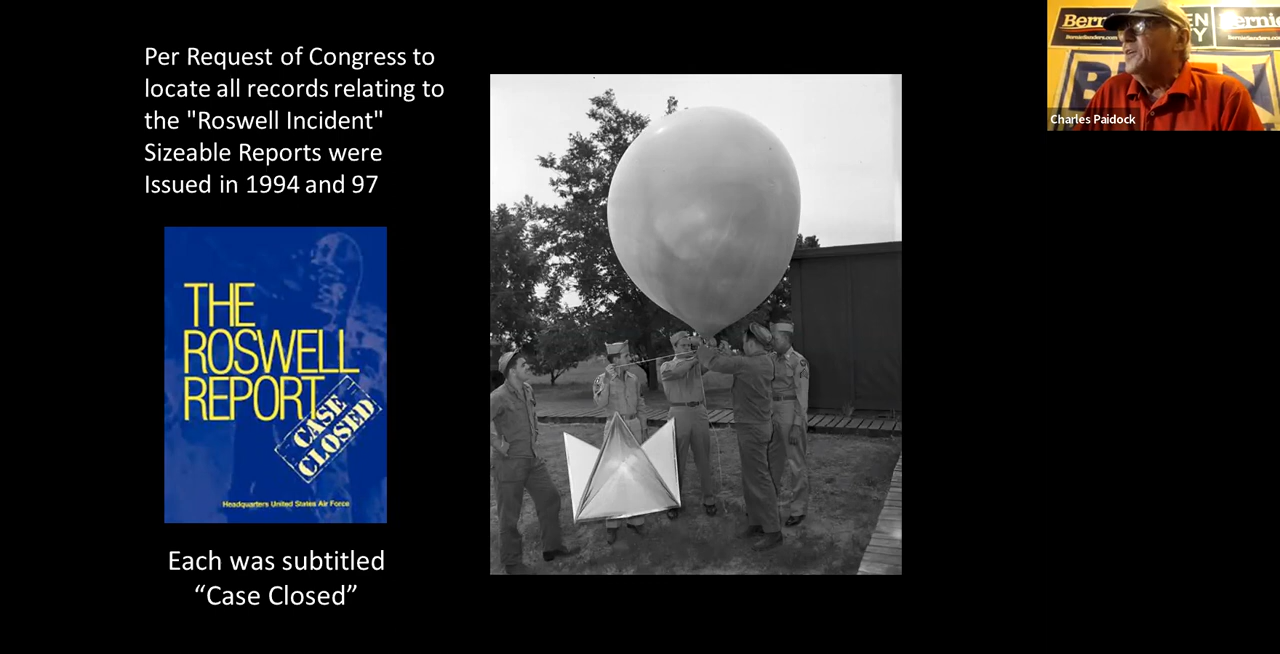 Per Request of Congress to
locate all records relating to
the "Roswell Incident"
Sizeable Reports were
Issued in 1994 and 97
THE
ROSWELL
REPORT
CASE
CLOSED
Headquarters United States Air Force
Each was subtitled
“Case Closed”
Charles Paidock